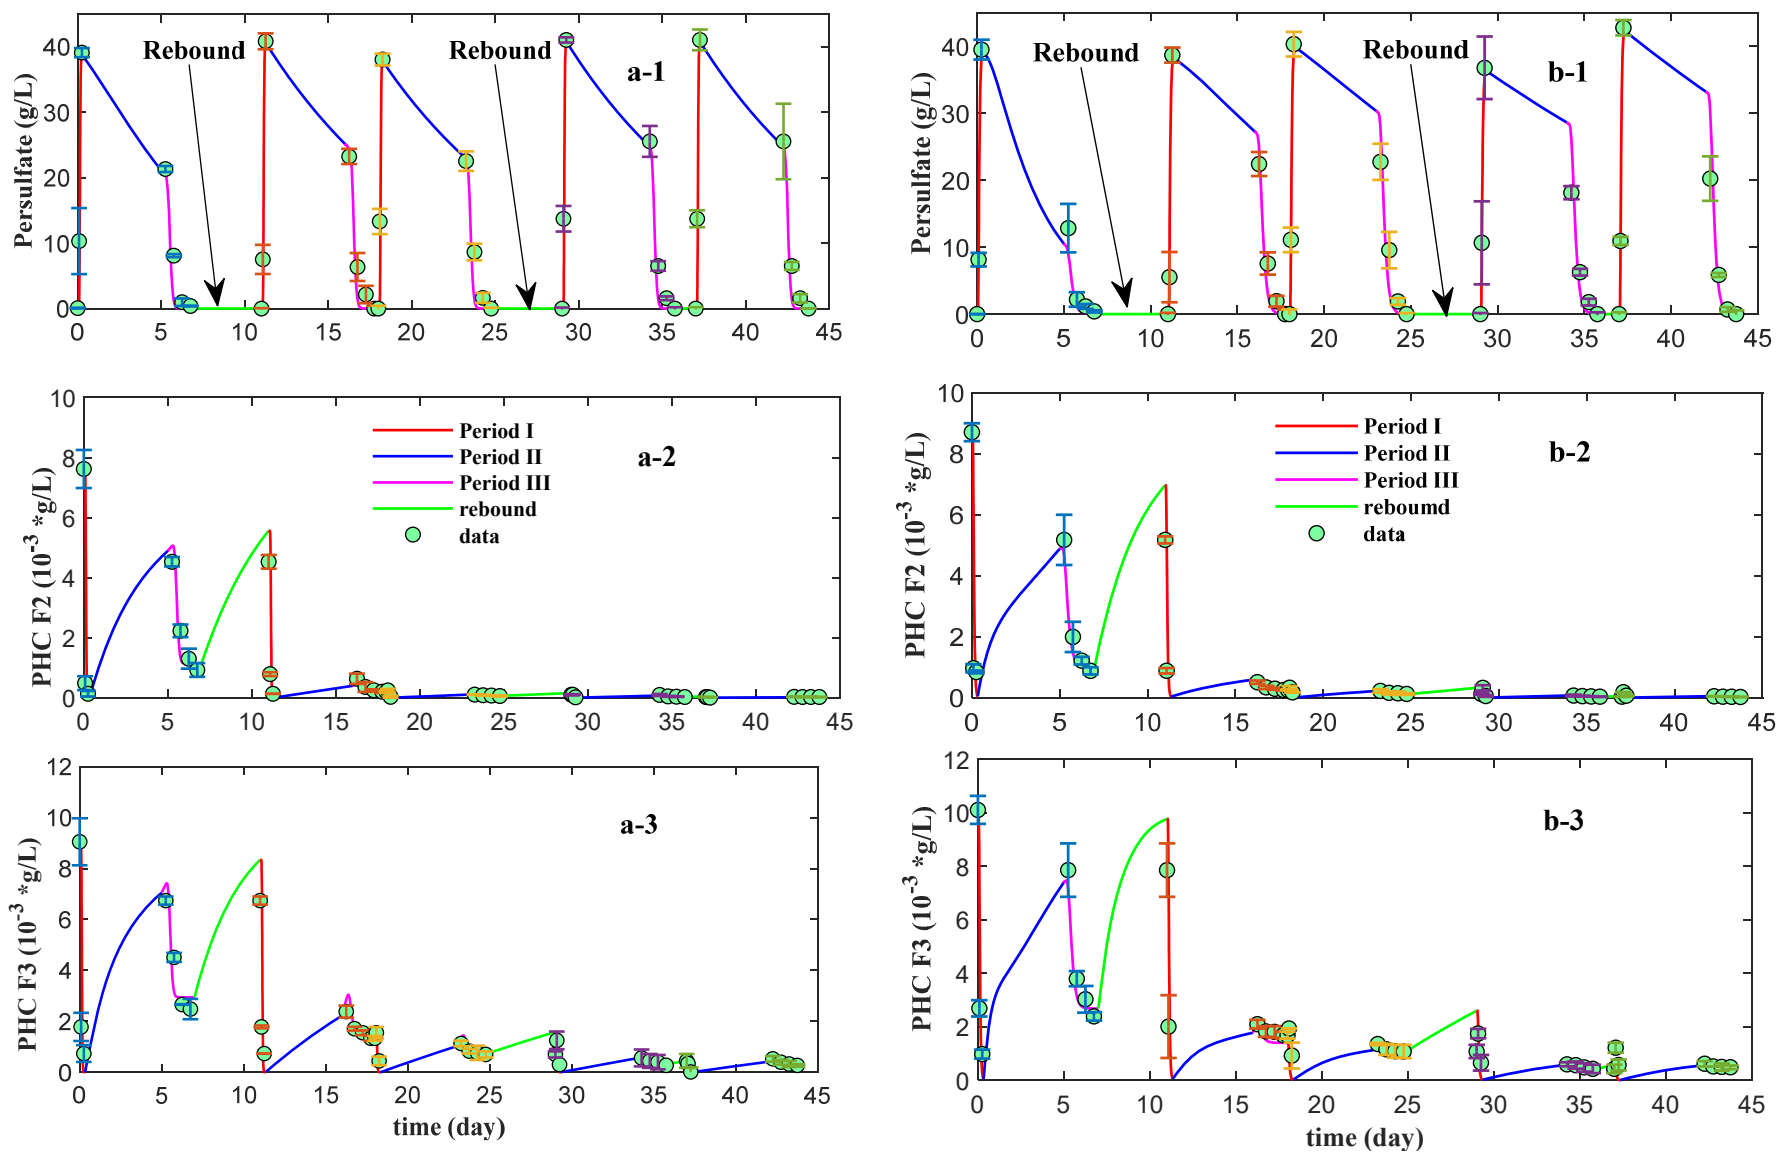 Rebound
Rebound
a-1
Persulfate (g/L)
40
30
20
10
0
0 5 10 15 20 25 30 35 40 45
Rebound
Rebound
b-1
Persulfate (g/L)
40
30
20
10
0
0 5 10 15 20 25 30 35 40 45
a-2
PHC F2 (10-3 *g/L)
10
8
6
4
2
0
Period I
Period II
Period III
rebound
data
0 5 10 15 20 25 30 35 40 45
b-2
PHC F2 (10-3 *g/L)
10
8
6
4
2
0
Period I
Period II
Period III
reboumd
data
0 5 10 15 20 25 30 35 40 45
a-3
PHC F3 (10-3 *g/L)
12
10
8
6
4
2
0
0 5 10 15 20 25 30 35 40 45
time (day)
b-3
PHC F3 (10-3 *g/L)
12
10
8
6
4
2
0
0 5 10 15 20 25 30 35 40 45
time (day)